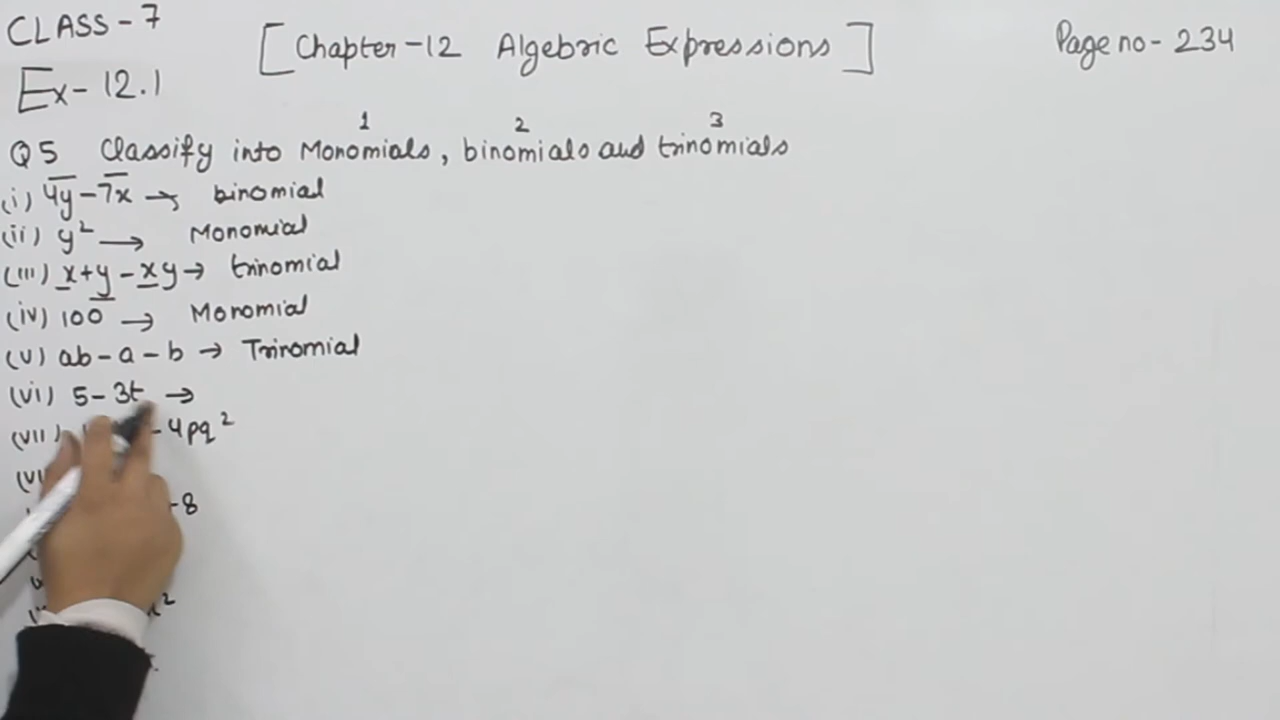 CLASS - 7
[Chapter -12 Algebric Expressions]
Page no - 234
Ex- 12.1
1 2 3
Q5 Classify into Monomials, binomials and trinomials
(i) 4y - 7x → binomial
(ii) y² → Monomial
(iii) x+y - xy → trinomial
(iv) 100 → Monomial
(v) ab - a - b → Trinomial
(vi) 5 - 3t →
(vii) - 4pq²
-8